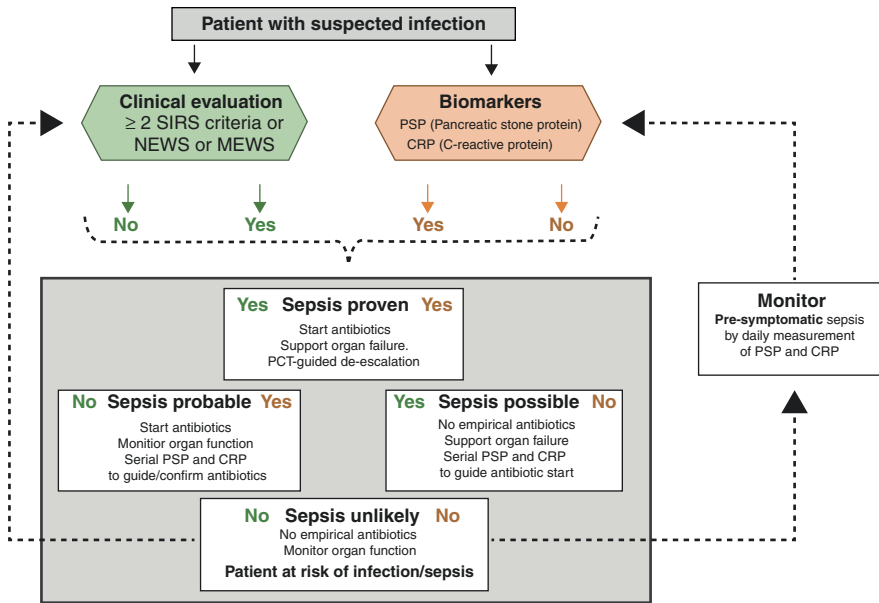 Patient with suspected infection
Clinical evaluation
≥ 2 SIRS criteria or
NEWS or MEWS
Biomarkers
PSP (Pancreatic stone protein)
CRP (C-reactive protein)
No
Yes
Yes
No
Yes Sepsis proven Yes
Start antibiotics
Support organ failure.
PCT-guided de-escalation
No Sepsis probable Yes
Start antibiotics
Monitior organ function
Serial PSP and CRP
to guide/confirm antibiotics
Yes Sepsis possible No
No empirical antibiotics
Support organ failure
Serial PSP and CRP
to guide antibiotic start
No Sepsis unlikely No
No empirical antibiotics
Monitor organ function
Patient at risk of infection/sepsis
Monitor
Pre-symptomatic sepsis
by daily measurement
of PSP and CRP